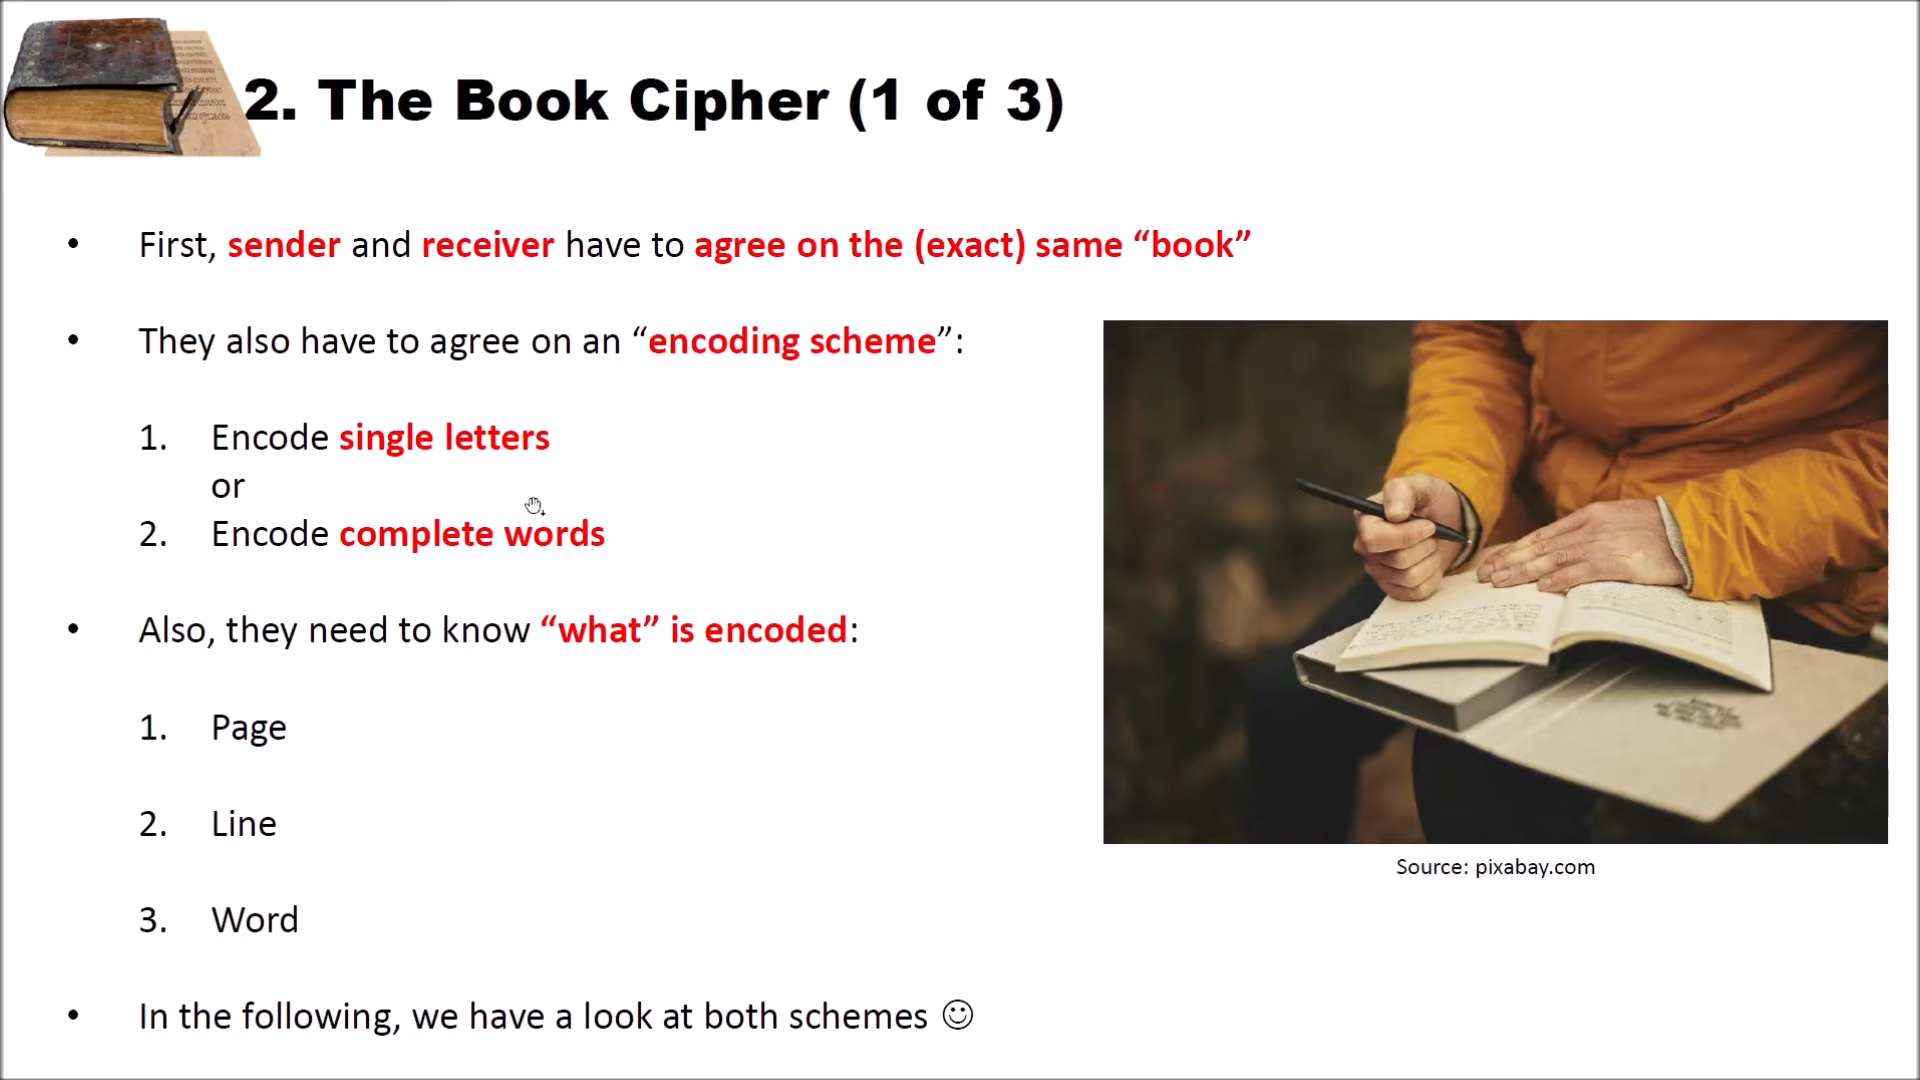 2. The Book Cipher (1 of 3)
• First, sender and receiver have to agree on the (exact) same “book”
• They also have to agree on an “encoding scheme”:
1. Encode single letters
or
2. Encode complete words
• Also, they need to know “what” is encoded:
1. Page
2. Line
3. Word
• In the following, we have a look at both schemes ☺
Source: pixabay.com